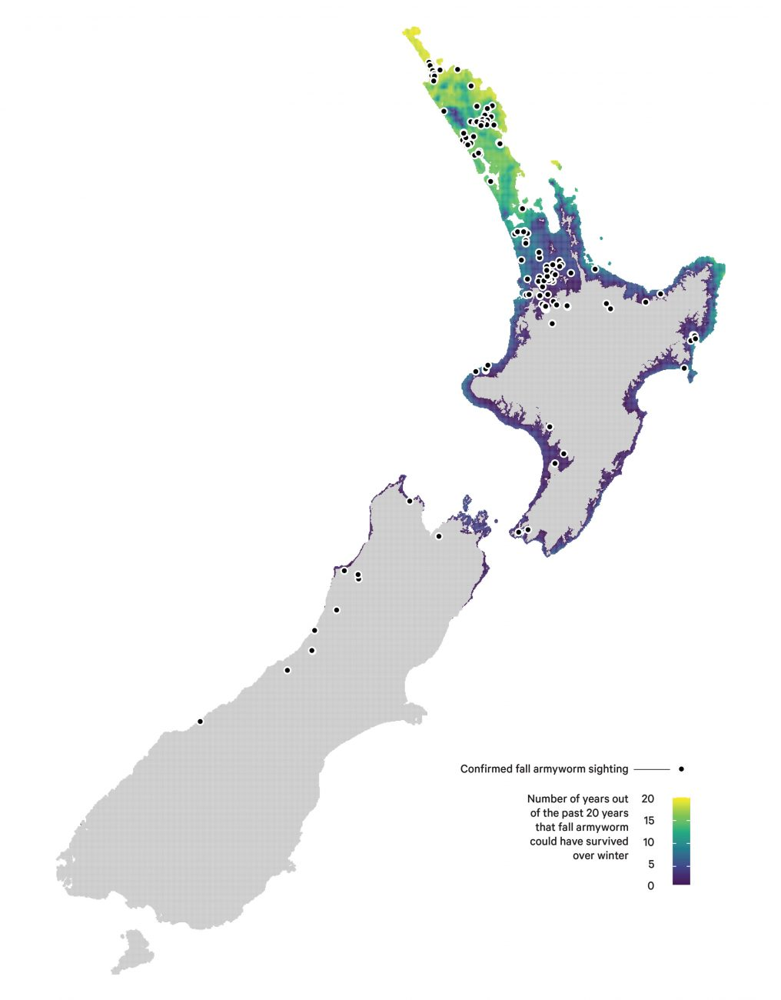 Confirmed fall armyworm sighting
Number of years out
of the past 20 years
that fall armyworm
could have survived
over winter
20
15
10
5
0